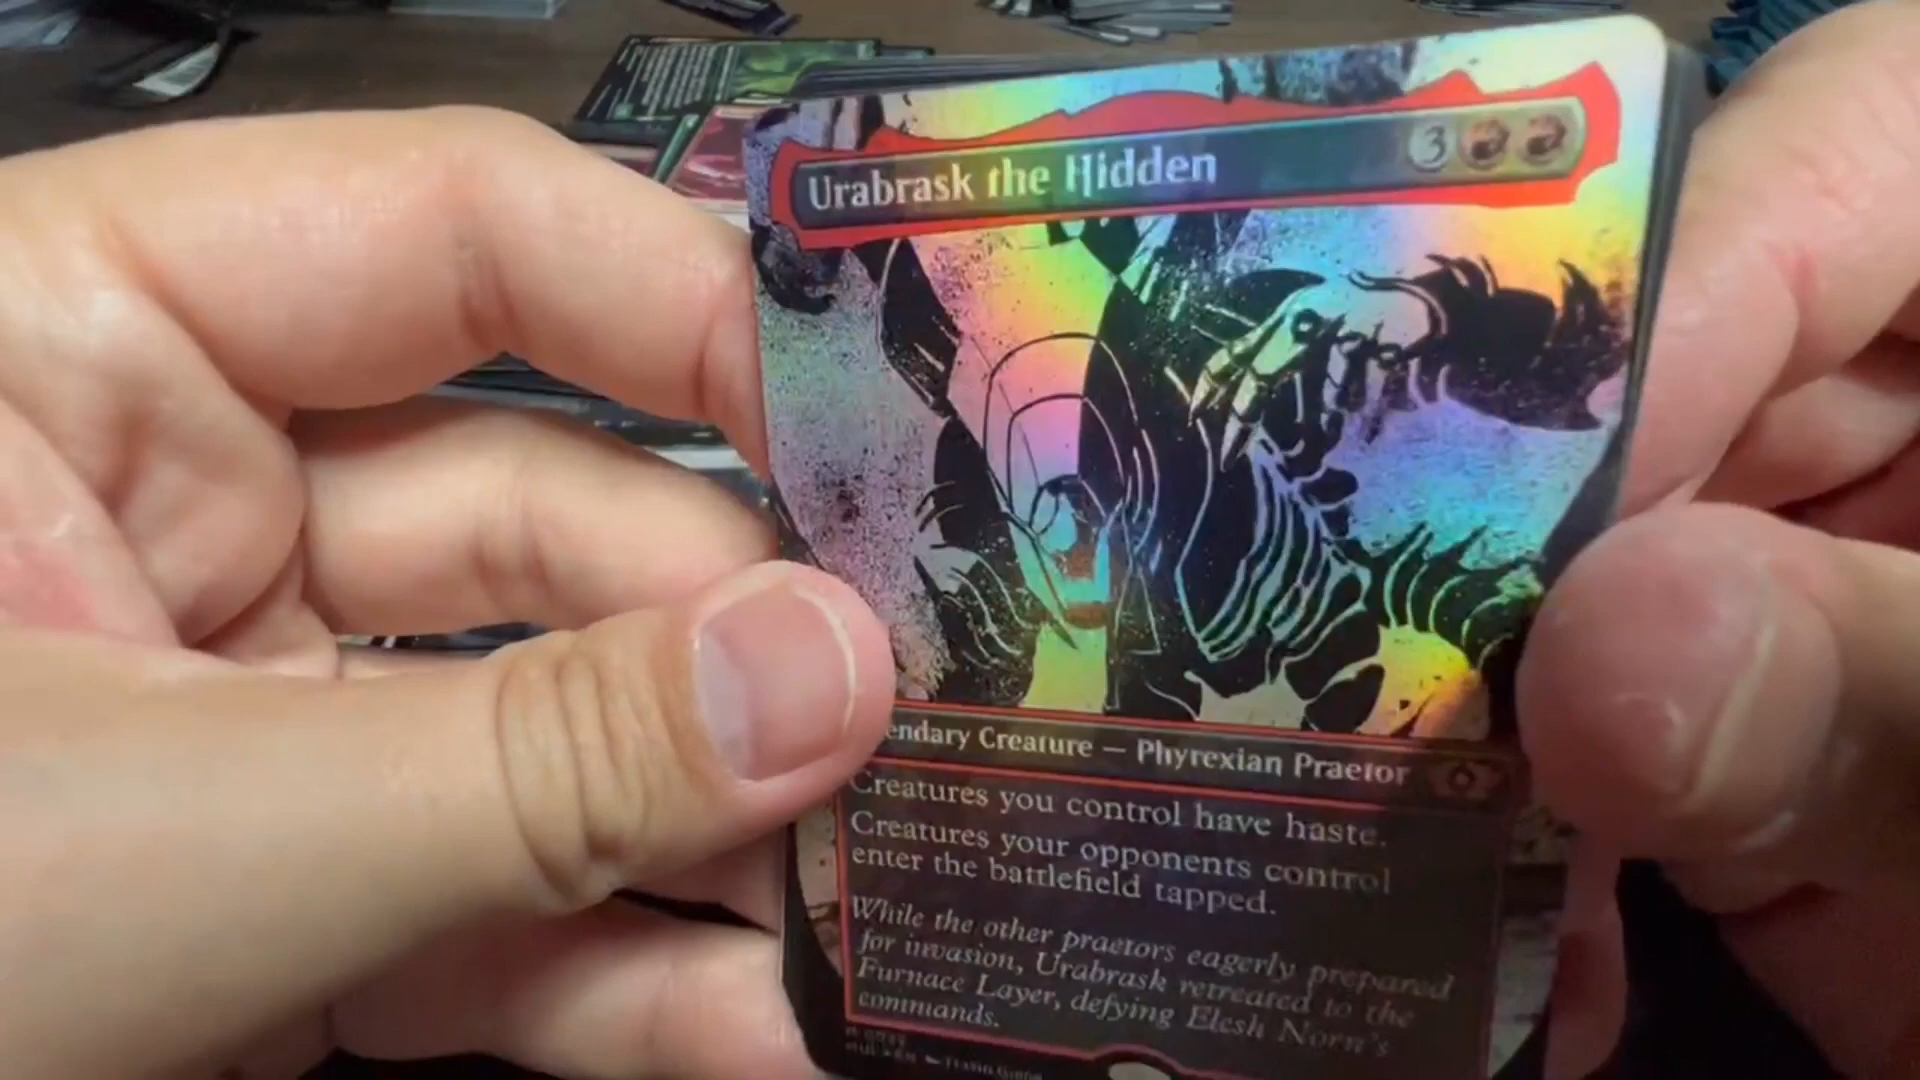 Urabrask the Hidden
3
endary Creature — Phyrexian Praetor
Creatures you control have haste.
Creatures your opponents control
enter the battlefield tapped.
While the other praetors eagerly prepared
for invasion, Urabrask retreated to the
Furnace Layer, defying Elesh Norn's
commands.